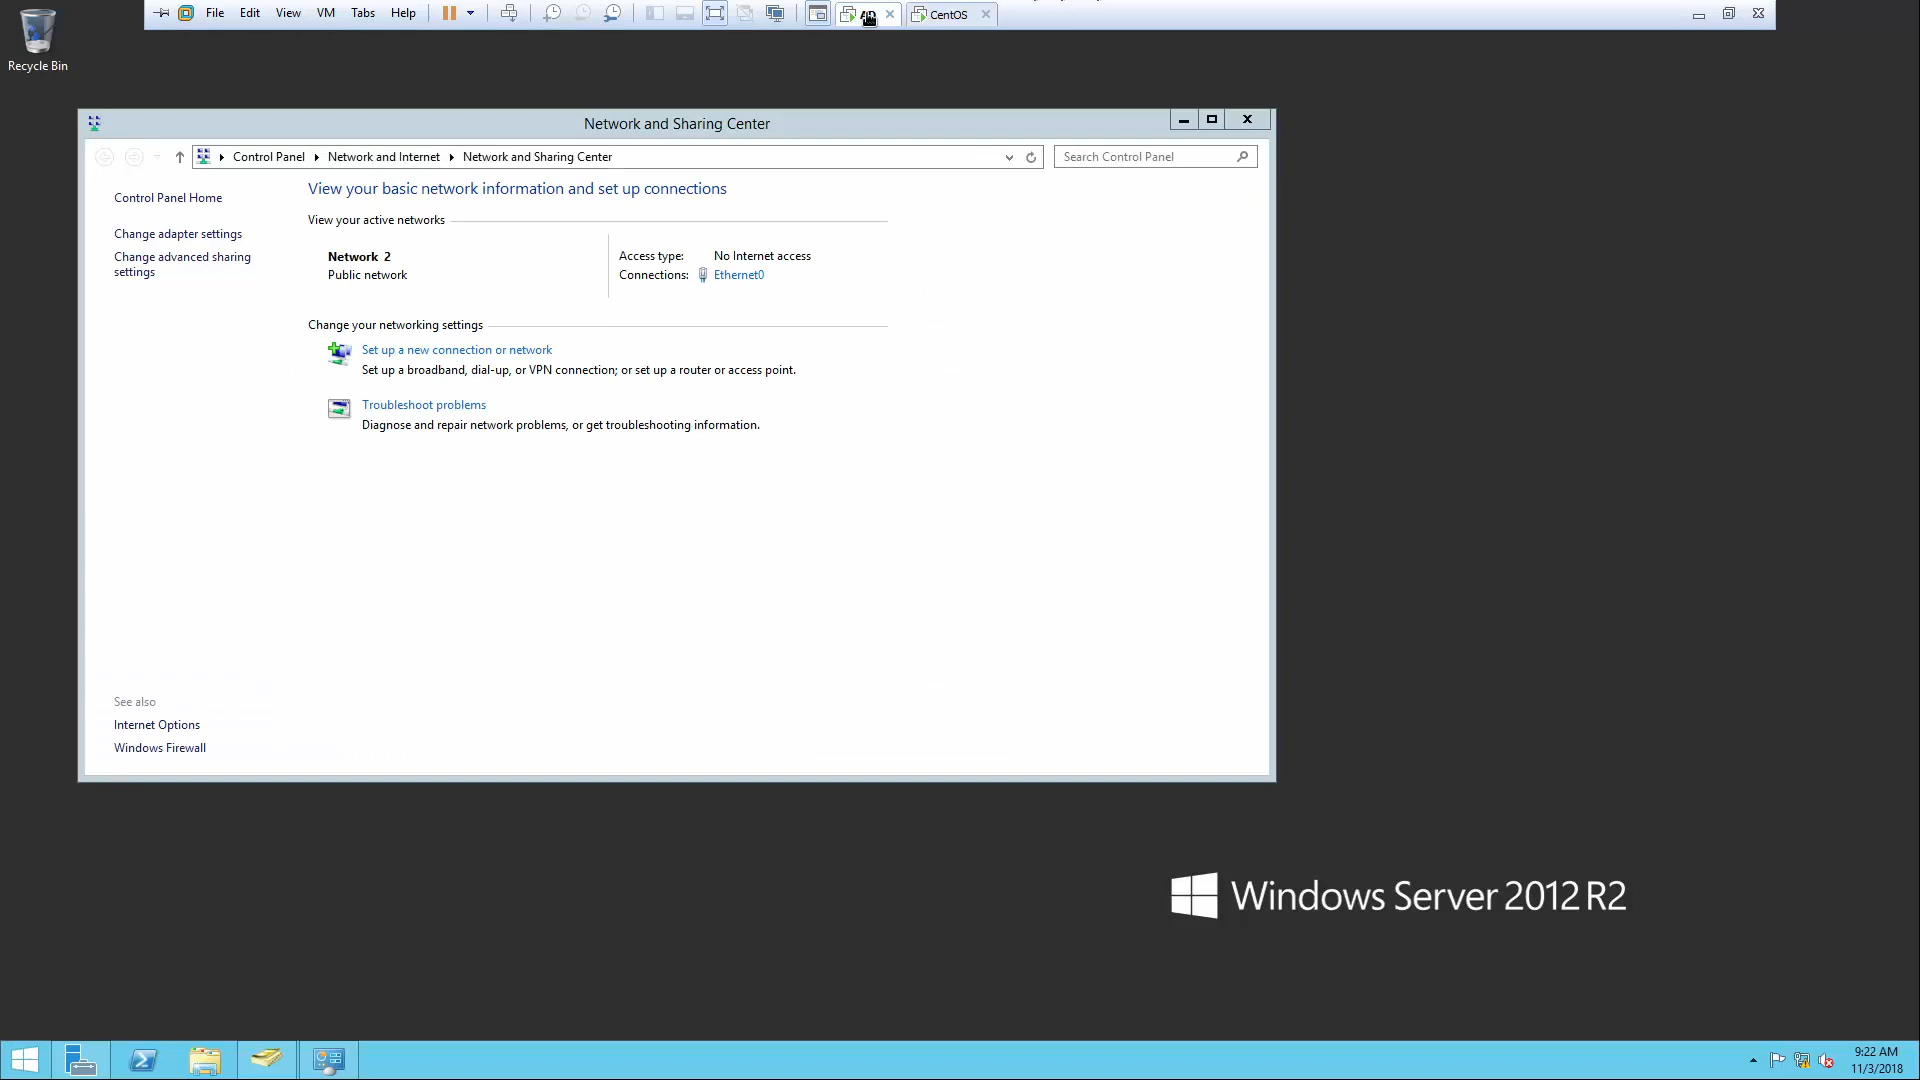 File Edit View VM Tabs Help CentOS
Recycle Bin
Network and Sharing Center
Control Panel Network and Internet Network and Sharing Center Search Control Panel
Control Panel Home
Change adapter settings
Change advanced sharing
settings
View your basic network information and set up connections
View your active networks
Network 2
Public network
Access type: No Internet access
Connections: Ethernet0
Change your networking settings
Set up a new connection or network
Set up a broadband, dial-up, or VPN connection; or set up a router or access point.
Troubleshoot problems
Diagnose and repair network problems, or get troubleshooting information.
See also
Internet Options
Windows Firewall
Windows Server 2012 R2
9:22 AM
11/3/2018